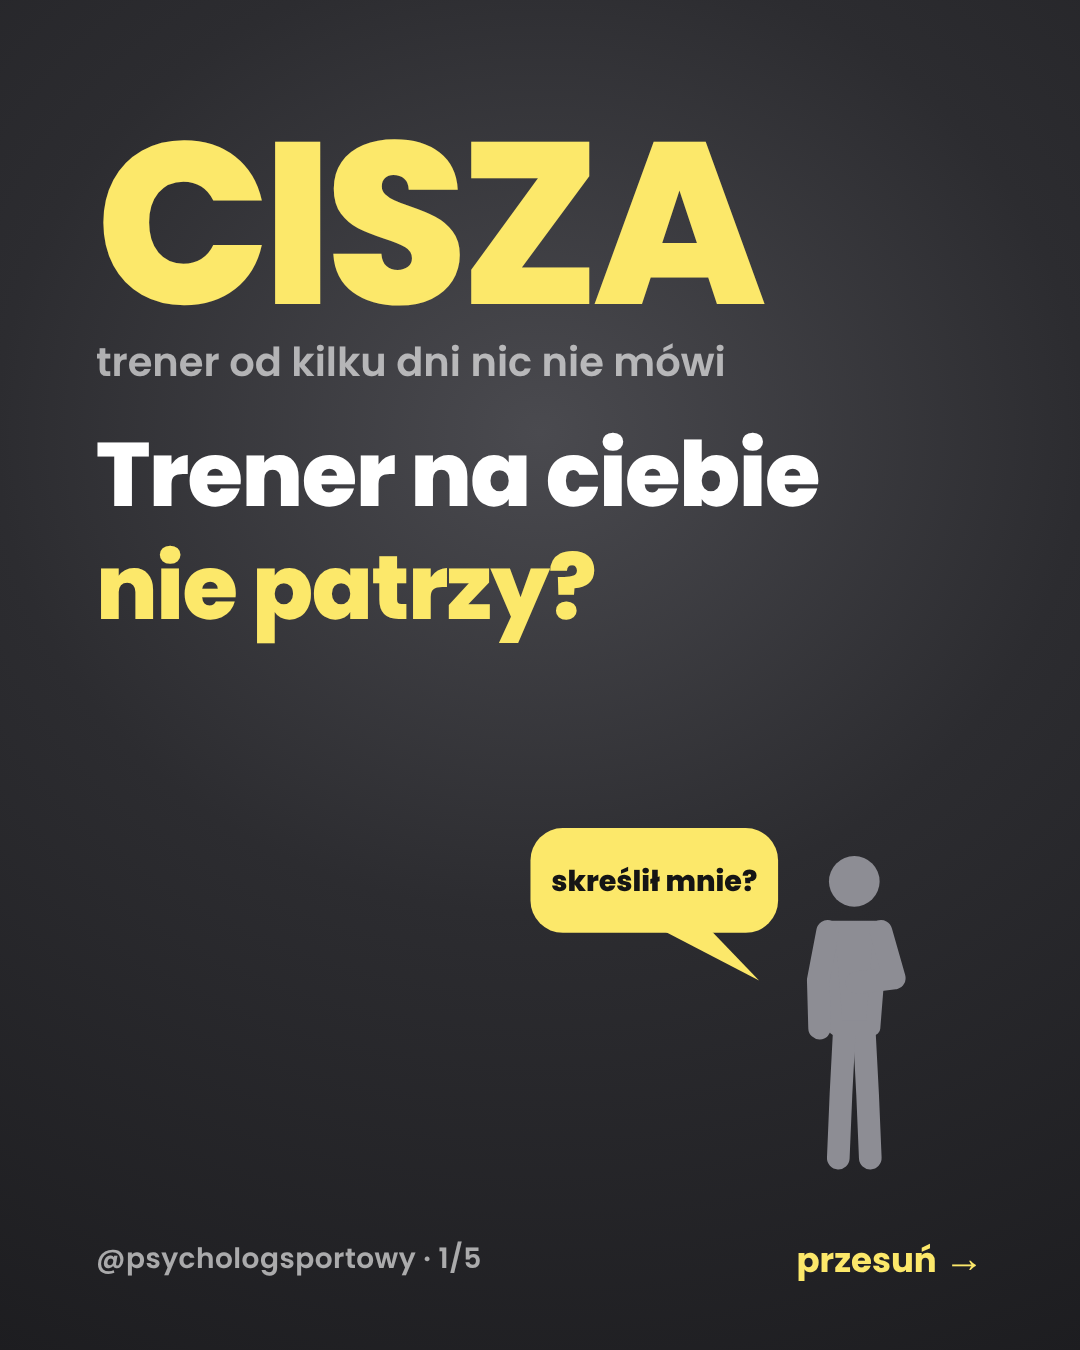 CISZA
trener od kilku dni nic nie mówi
Trener na ciebie
nie patrzy?
skreślił mnie?
@psychologsportowy · 1/5
przesuń →